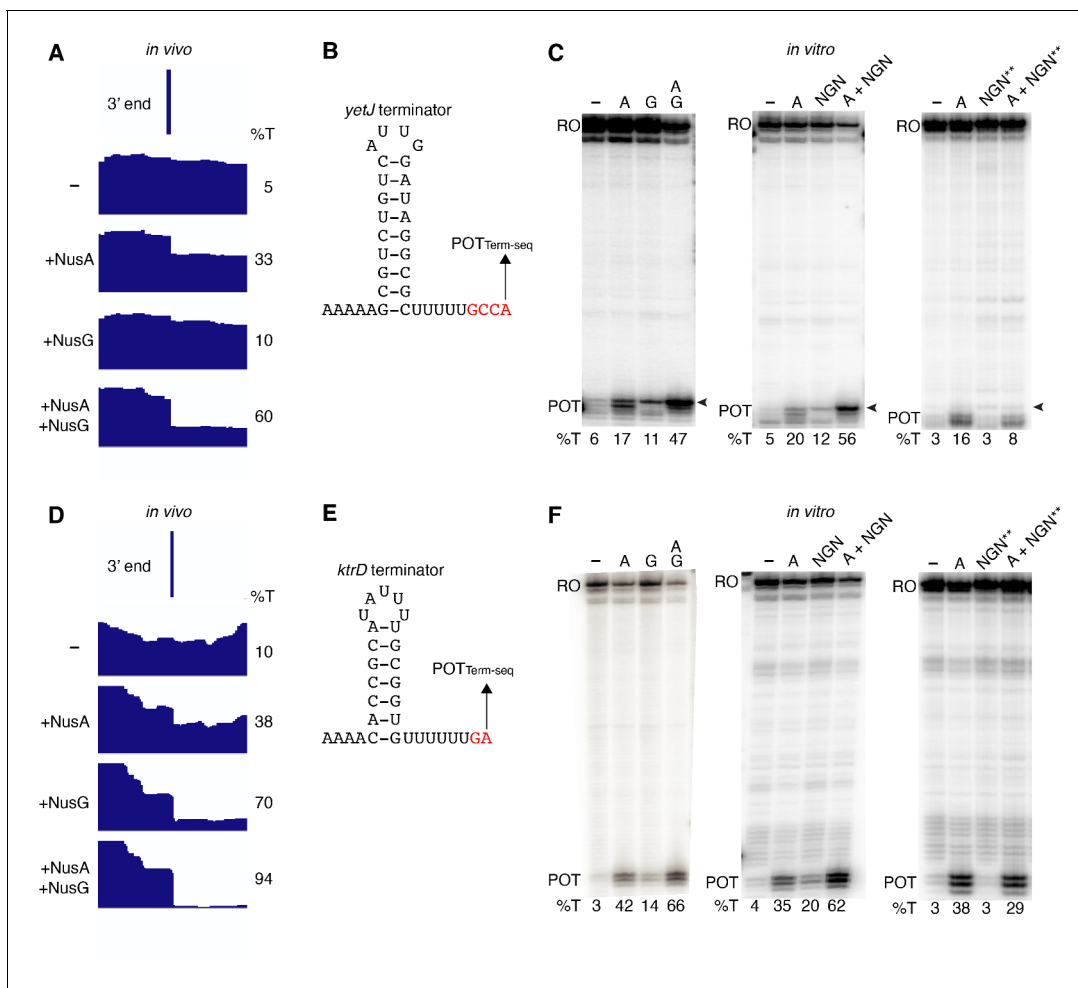 A
in vivo
3' end
%T
–
5
+NusA
33
+NusG
10
+NusA
+NusG
60
B
yetJ terminator
U U
A G
C–G
U–A
G–U
U–A
C–G
U–G
G–C
C–G
AAAAAG–CUUUUUGCCA
POTTerm-seq
C
in vitro
– A G A G
RO
POT
%T 6 17 11 47
– A NGN A + NGN
RO
POT
%T 5 20 12 56
– A NGN** A + NGN**
RO
POT
%T 3 16 3 8
D
in vivo
3' end
%T
–
10
+NusA
38
+NusG
70
+NusA
+NusG
94
E
ktrD terminator
U
A U
U U
A–U
C–G
G–C
C–G
C–G
A–U
AAAAC–GUUUUUUGA
POTTerm-seq
F
in vitro
– A G A G
RO
POT
%T 3 42 14 66
– A NGN A + NGN
RO
POT
%T 4 35 20 62
– A NGN** A + NGN**
RO
POT
%T 3 38 3 29